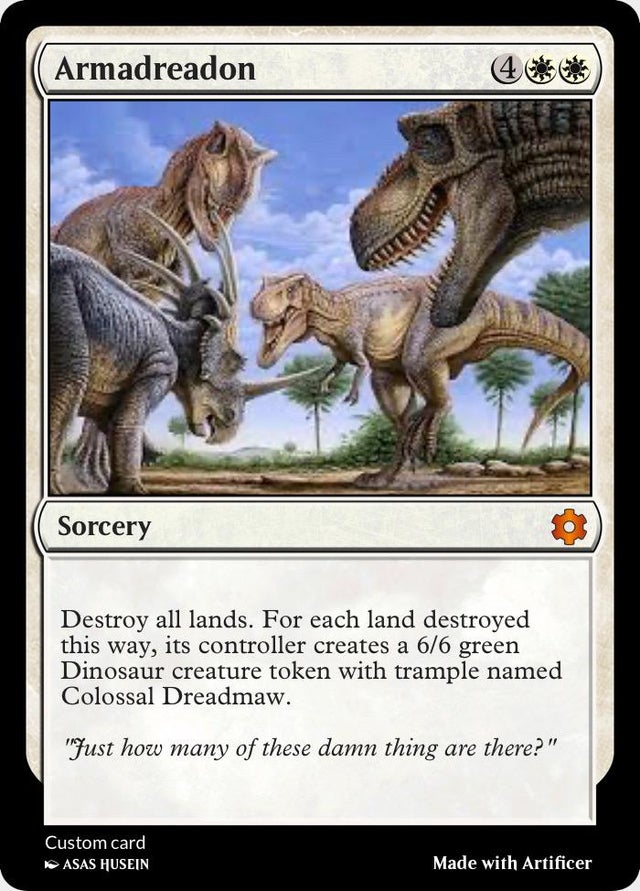 Armadreadon 4
Sorcery
Destroy all lands. For each land destroyed
this way, its controller creates a 6/6 green
Dinosaur creature token with trample named
Colossal Dreadmaw.
"Just how many of these damn thing are there?"
Custom card
ASAS HUSEIN Made with Artificer